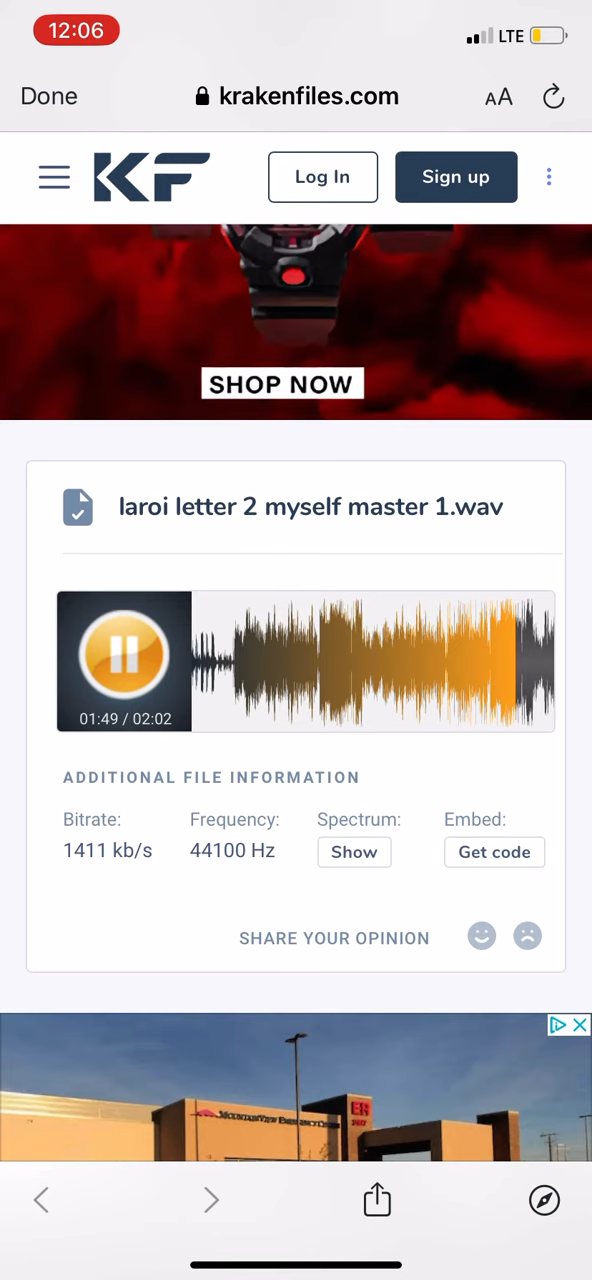 12:06
LTE
Done
krakenfiles.com
AA
KF
Log In
Sign up
SHOP NOW
laroi letter 2 myself master 1.wav
01:49 / 02:02
ADDITIONAL FILE INFORMATION
Bitrate: Frequency: Spectrum: Embed:
1411 kb/s 44100 Hz Show Get code
SHARE YOUR OPINION
ER